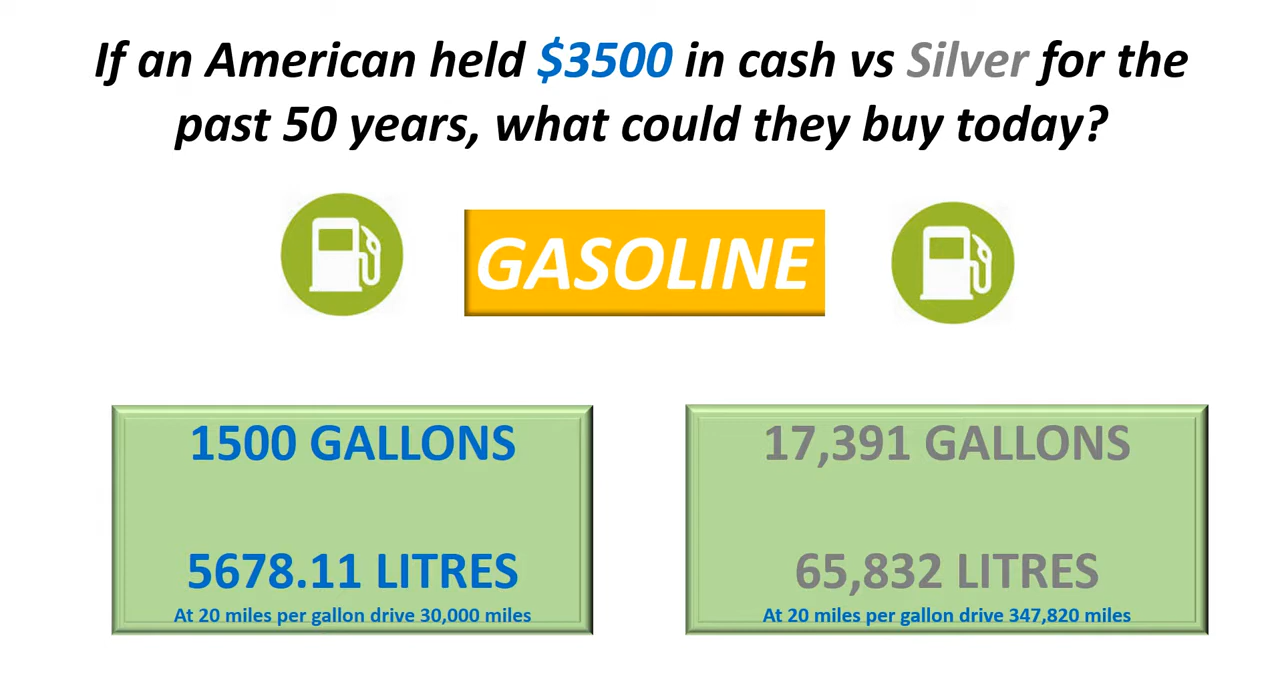 If an American held $3500 in cash vs Silver for the
past 50 years, what could they buy today?
GASOLINE
1500 GALLONS
5678.11 LITRES
At 20 miles per gallon drive 30,000 miles
17,391 GALLONS
65,832 LITRES
At 20 miles per gallon drive 347,820 miles